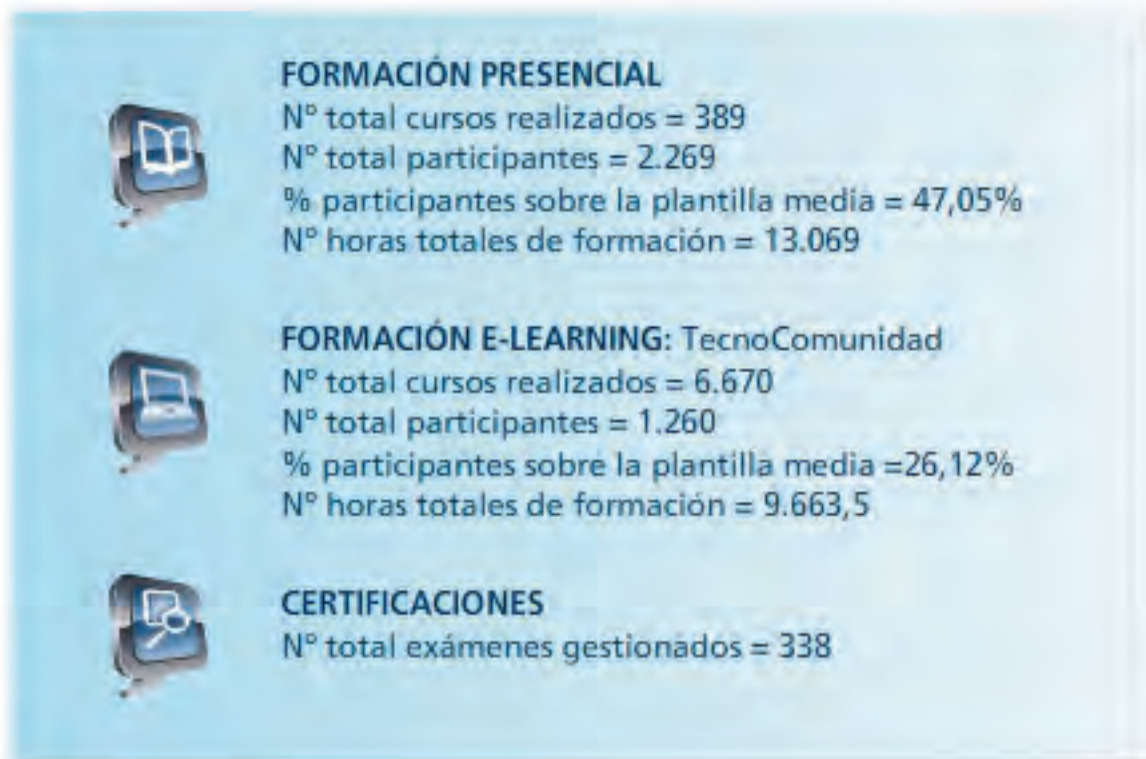 FORMACIÓN PRESENCIAL
Nº total cursos realizados = 389
Nº total participantes = 2.269
% participantes sobre la plantilla media = 47,05%
Nº horas totales de formación = 13.069
FORMACIÓN E-LEARNING: TecnoComunidad
Nº total cursos realizados = 6.670
Nº total participantes = 1.260
% participantes sobre la plantilla media =26,12%
Nº horas totales de formación = 9.663,5
CERTIFICACIONES
Nº total exámenes gestionados = 338